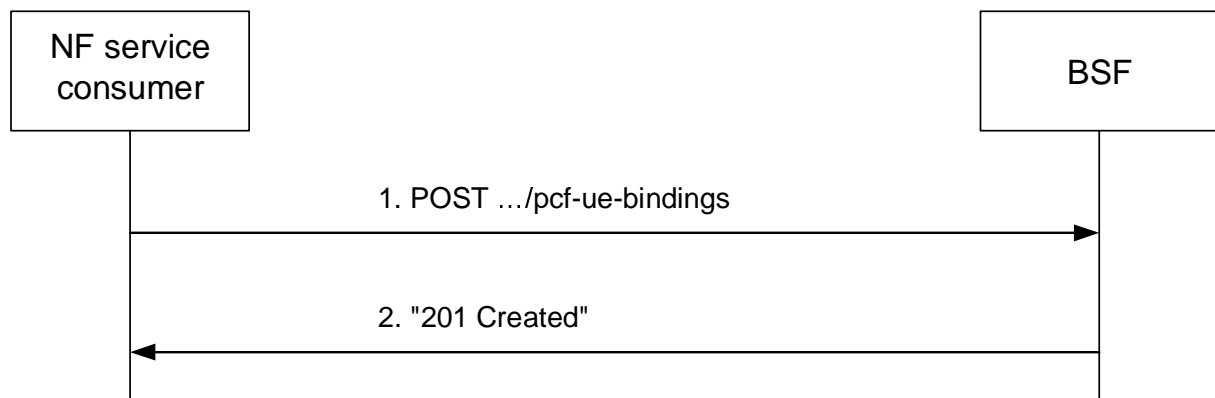 NF service
consumer
BSF
1. POST …/pcf-ue-bindings
2. "201 Created"